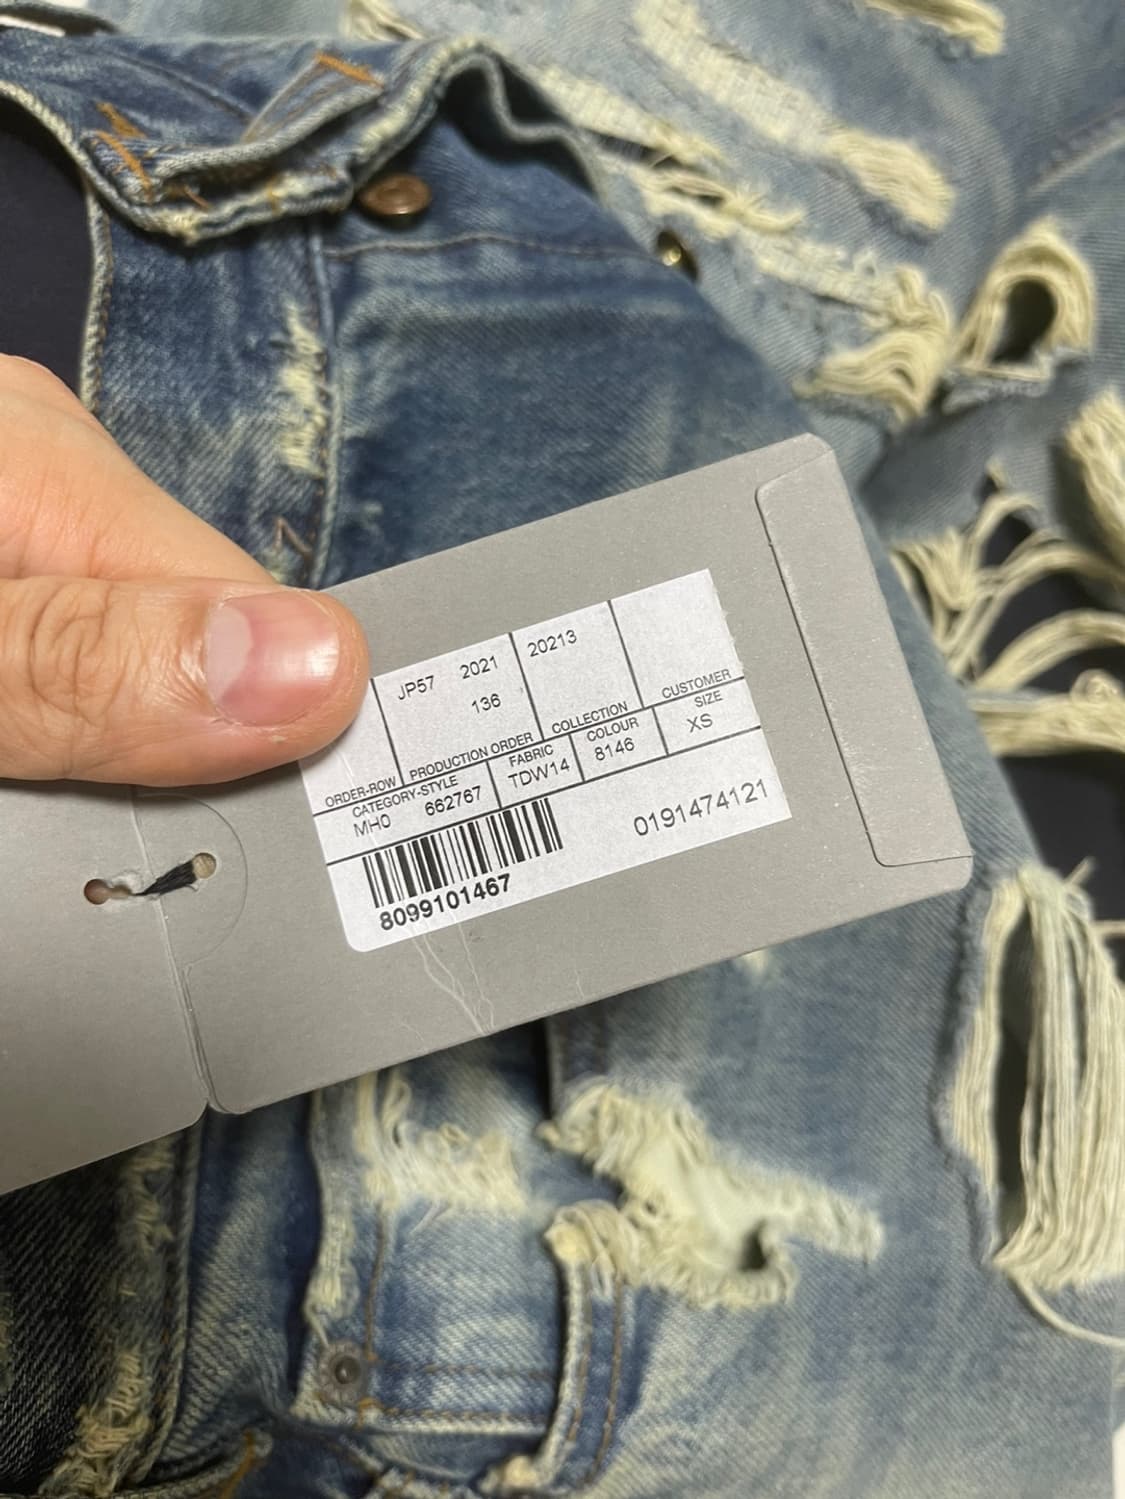 JP57 2021 20213
136
ORDER-ROW PRODUCTION ORDER COLLECTION CUSTOMER
CATEGORY-STYLE FABRIC COLOUR SIZE
MH0 662767 TDW14 8146 XS
0191474121
8099101467